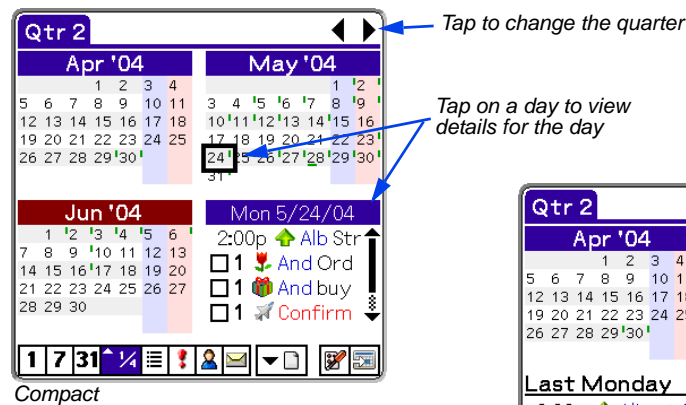 Qtr 2
Tap to change the quarter
Apr '04
1 2 3 4
5 6 7 8 9 10 11
12 13 14 15 16 17 18
19 20 21 22 23 24 25
26 27 28 29 30
May '04
1 2
3 4 5 6 7 8 9
10 11 12 13 14 15 16
17 18 19 20 21 22 23
24 25 26 27 28 29 30
31
Tap on a day to view
details for the day
Jun '04
1 2 3 4 5 6
7 8 9 10 11 12 13
14 15 16 17 18 19 20
21 22 23 24 25 26 27
28 29 30
Mon 5/24/04
2:00p Alb Str
1 And Ord
1 And buy
1 Confirm
1 7 31 1/4
Compact
Qtr 2
Apr '04
1 2 3 4
5 6 7 8 9 10 1
12 13 14 15 16 17 1
19 20 21 22 23 24 2
26 27 28 29 30
Last Monday